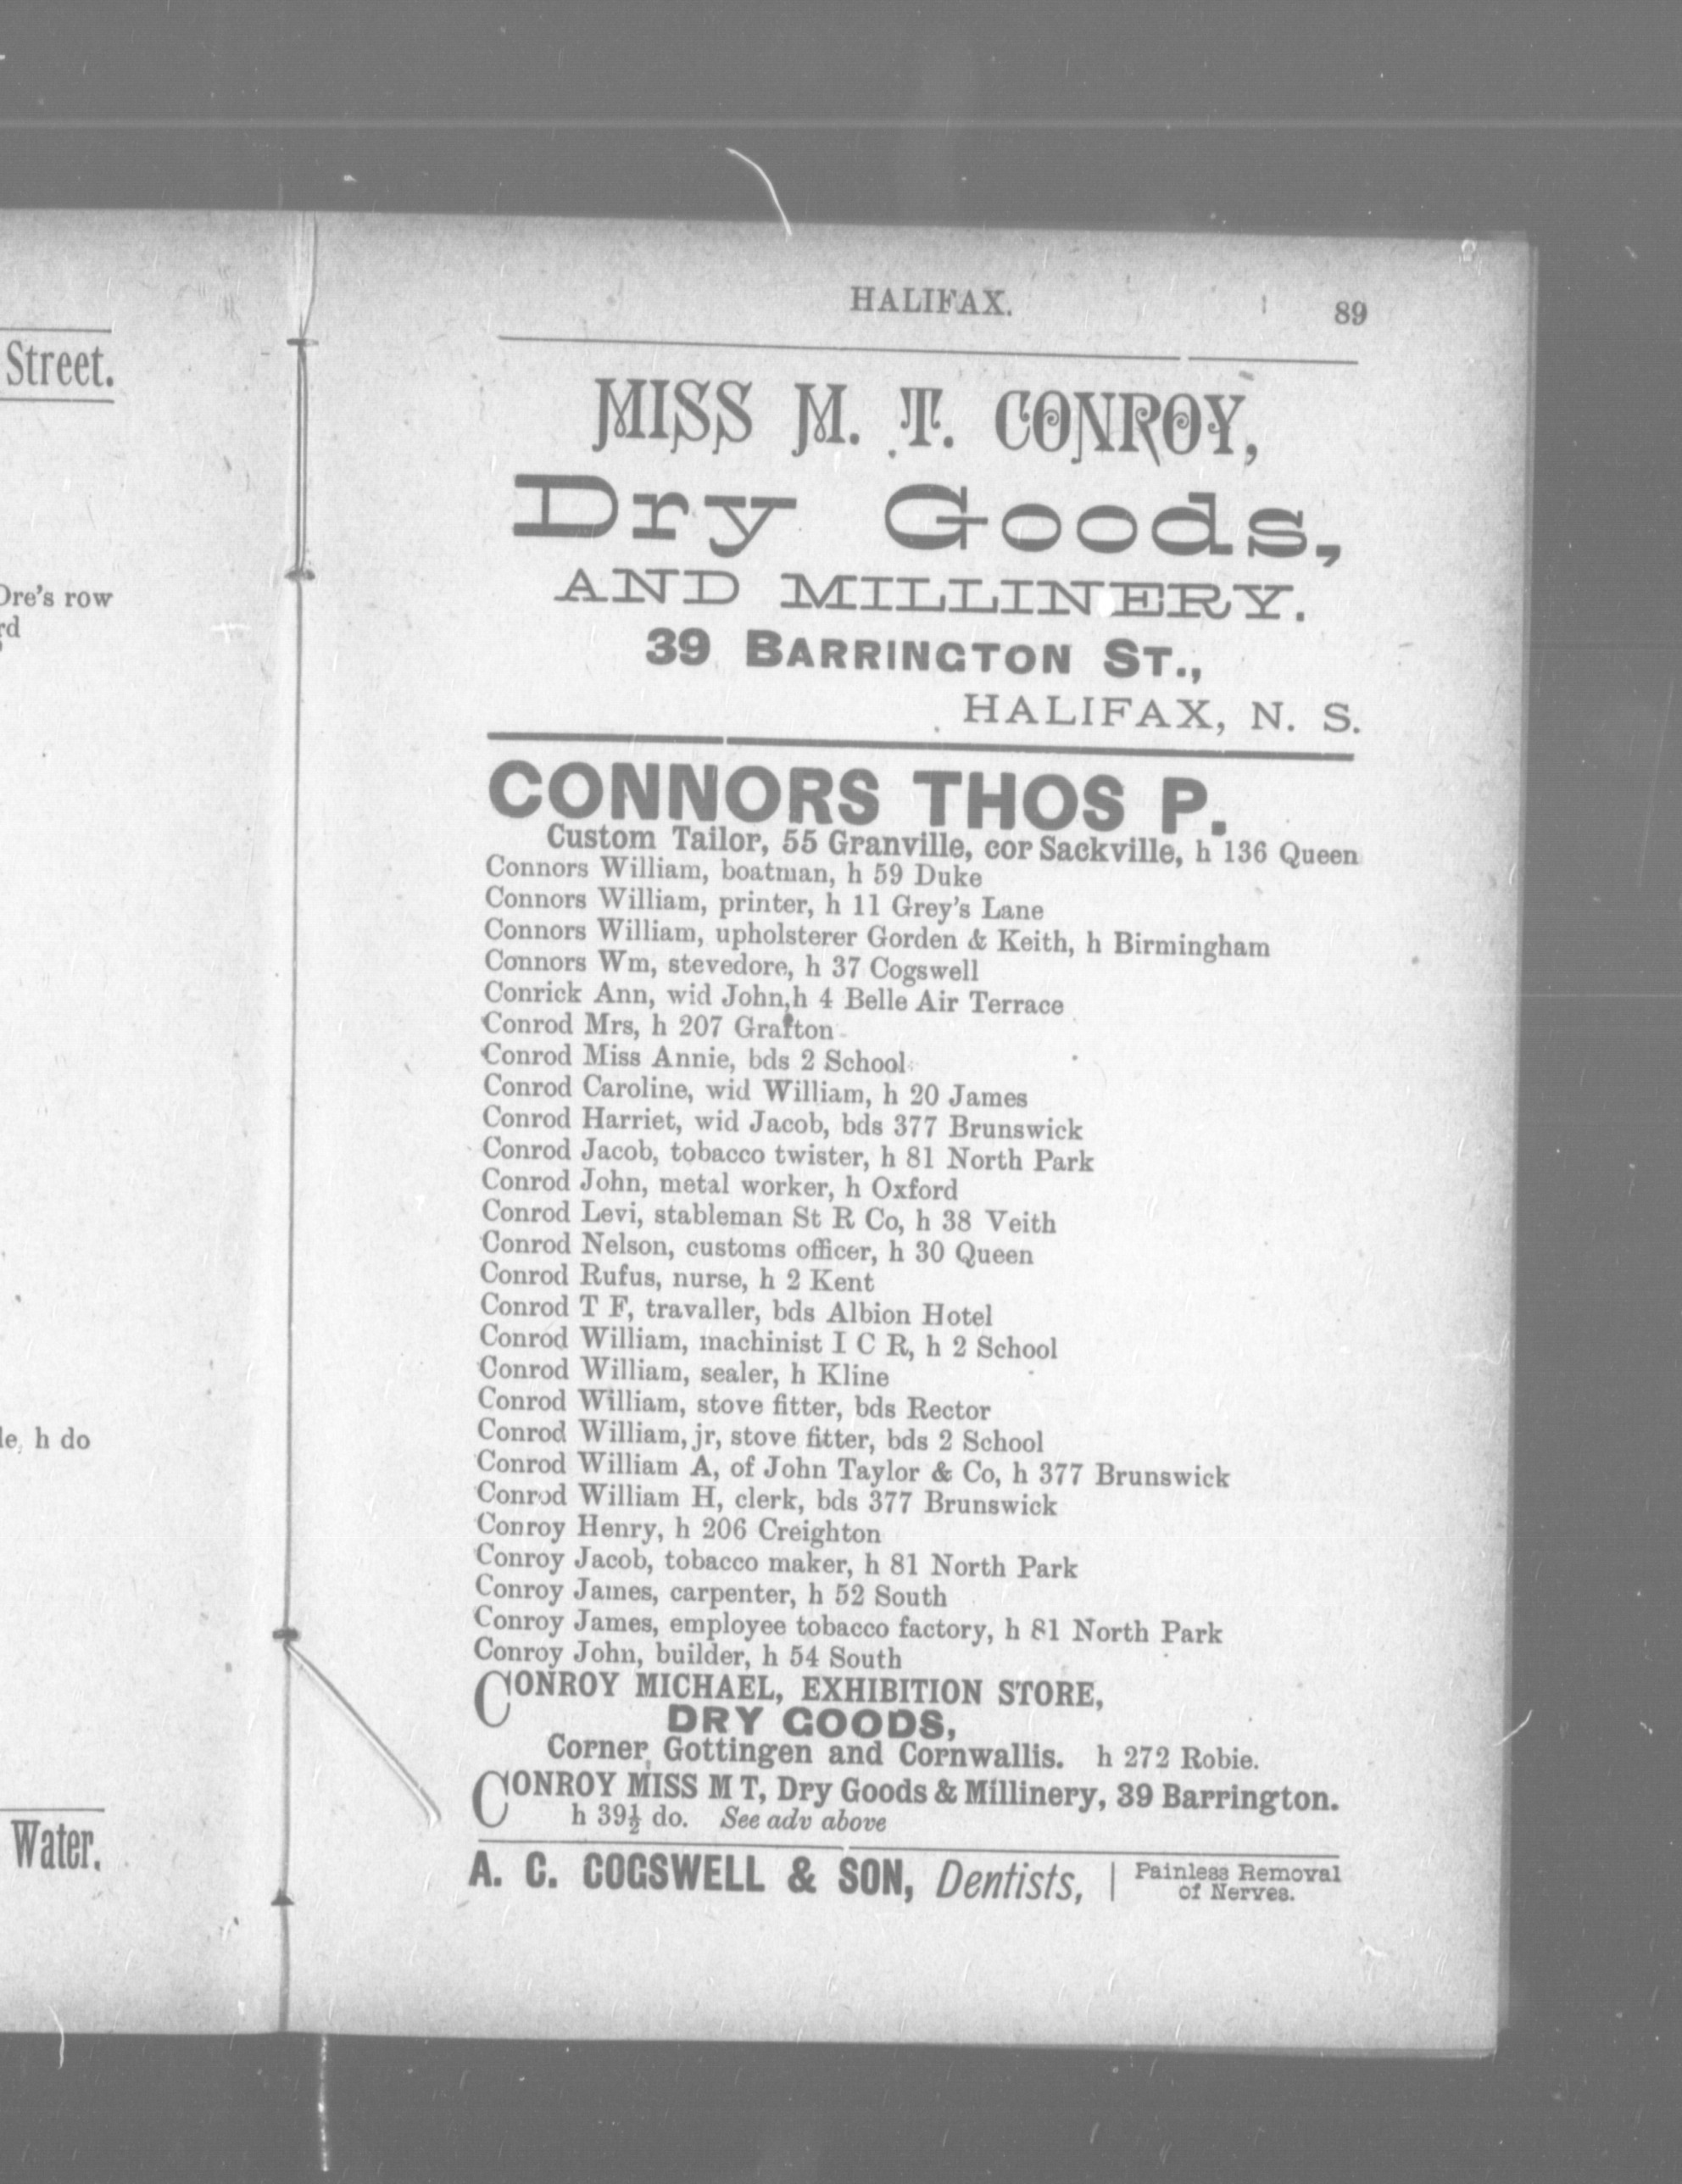 Street.
Ore's row
rd
le, h do
Water.
HALIFAX. 89
MISS M. T. CONROY,
Dry Goods,
AND MILLINERY.
39 BARRINGTON ST.,
HALIFAX, N. S.
CONNORS THOS P.
Custom Tailor, 55 Granville, cor Sackville, h 136 Queen
Connors William, boatman, h 59 Duke
Connors William, printer, h 11 Grey's Lane
Connors William, upholsterer Gorden & Keith, h Birmingham
Connors Wm, stevedore, h 37 Cogswell
Conrick Ann, wid John,h 4 Belle Air Terrace
Conrod Mrs, h 207 Grafton
Conrod Miss Annie, bds 2 School
Conrod Caroline, wid William, h 20 James
Conrod Harriet, wid Jacob, bds 377 Brunswick
Conrod Jacob, tobacco twister, h 81 North Park
Conrod John, metal worker, h Oxford
Conrod Levi, stableman St R Co, h 38 Veith
Conrod Nelson, customs officer, h 30 Queen
Conrod Rufus, nurse, h 2 Kent
Conrod T F, travaller, bds Albion Hotel
Conrod William, machinist I C R, h 2 School
Conrod William, sealer, h Kline
Conrod William, stove fitter, bds Rector
Conrod William, jr, stove fitter, bds 2 School
Conrod William A, of John Taylor & Co, h 377 Brunswick
Conrod William H, clerk, bds 377 Brunswick
Conroy Henry, h 206 Creighton
Conroy Jacob, tobacco maker, h 81 North Park
Conroy James, carpenter, h 52 South
Conroy James, employee tobacco factory, h 81 North Park
Conroy John, builder, h 54 South
CONROY MICHAEL, EXHIBITION STORE,
DRY GOODS,
Corner Gottingen and Cornwallis. h 272 Robie.
CONROY MISS M T, Dry Goods & Millinery, 39 Barrington.
h 39½ do. See adv above
A. C. COGSWELL & SON, Dentists, | Painless Removal
of Nerves.